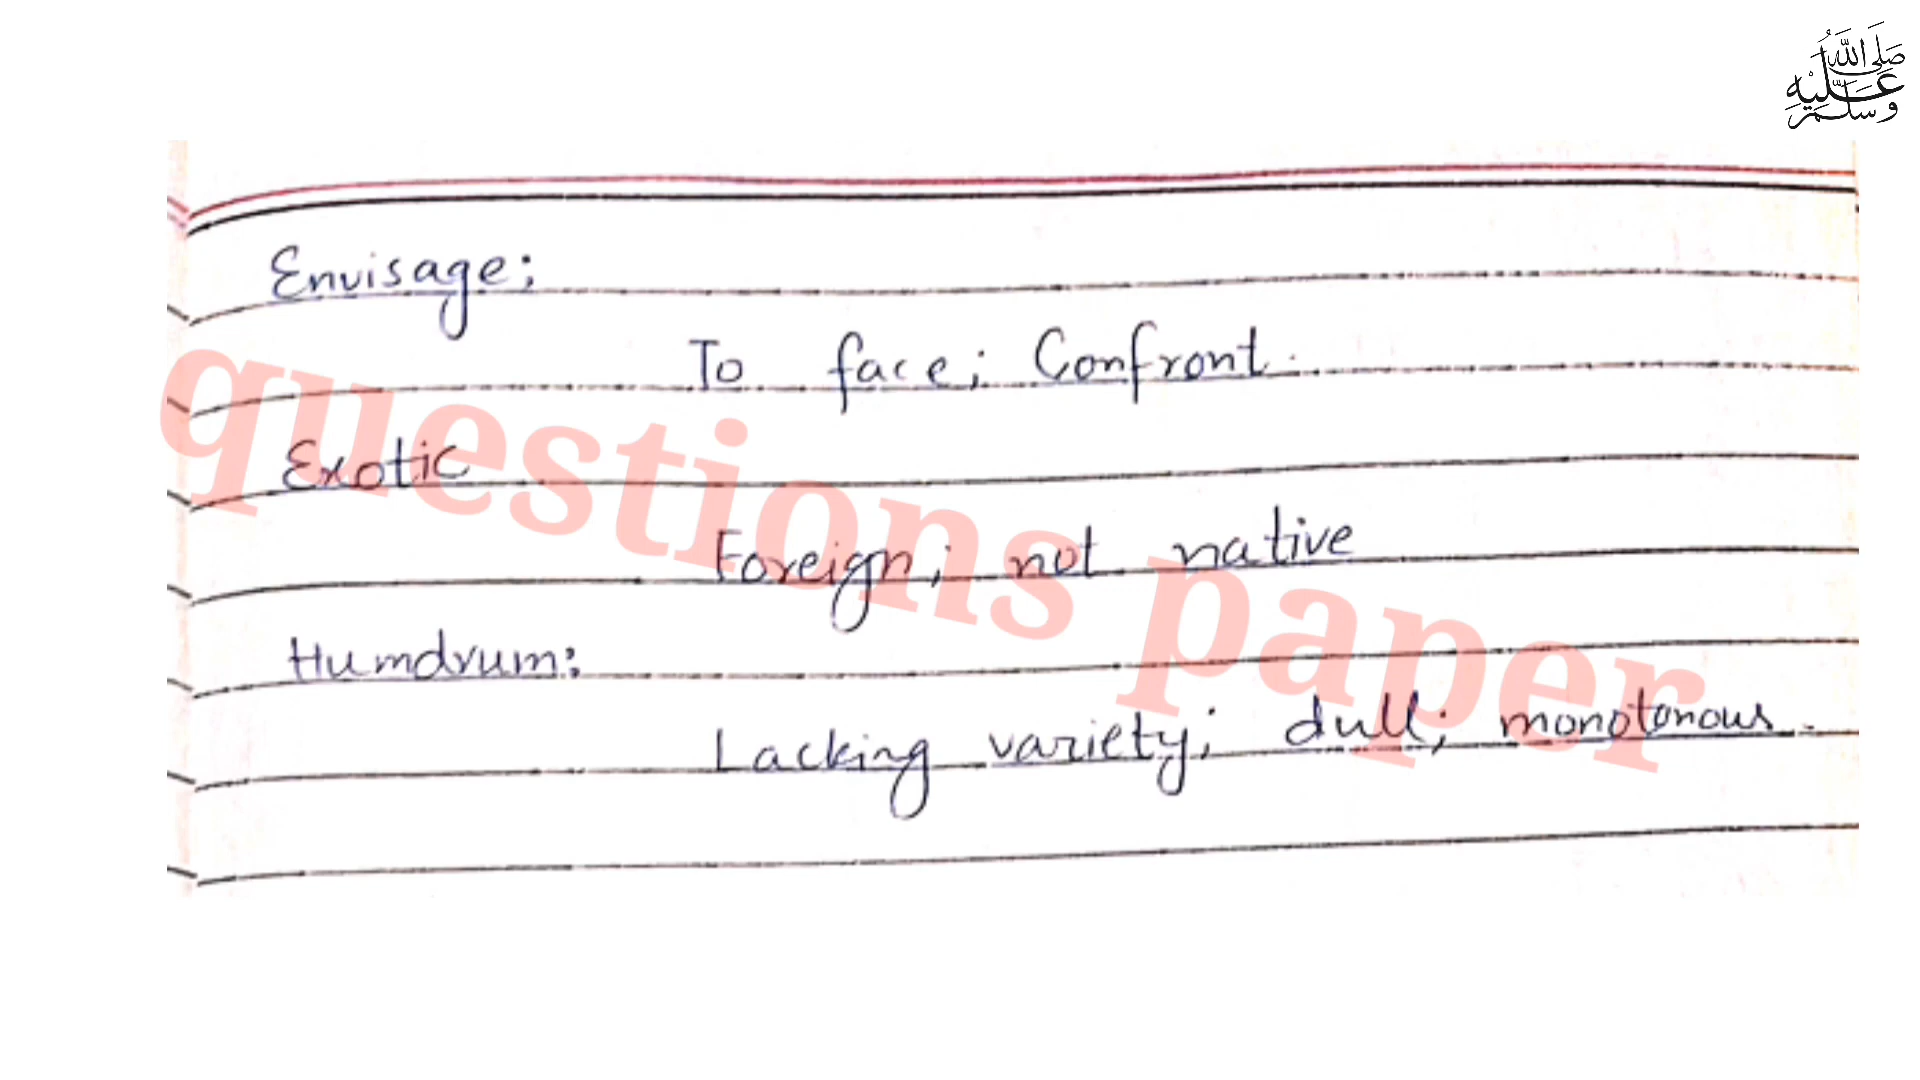 صلى الله عليه وسلم
Envisage:
To face; Confront.
Exotic
Foreign; not native
Humdrum:
Lacking variety; dull; monotonous.
questions paper